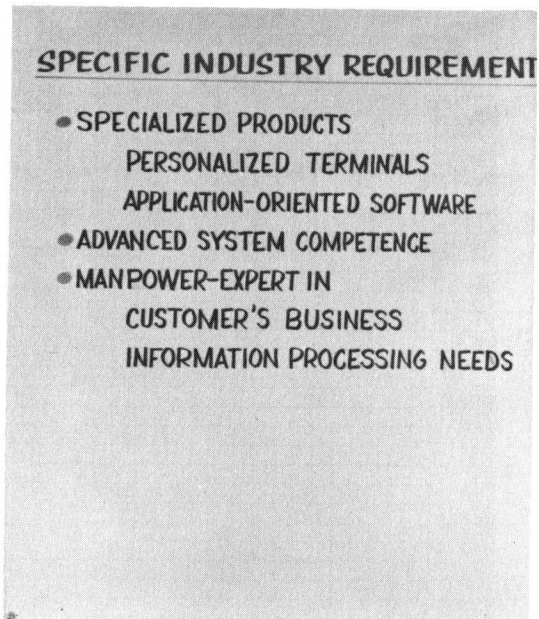 SPECIFIC INDUSTRY REQUIREMENT
• SPECIALIZED PRODUCTS
PERSONALIZED TERMINALS
APPLICATION-ORIENTED SOFTWARE
• ADVANCED SYSTEM COMPETENCE
• MANPOWER-EXPERT IN
CUSTOMER'S BUSINESS
INFORMATION PROCESSING NEEDS